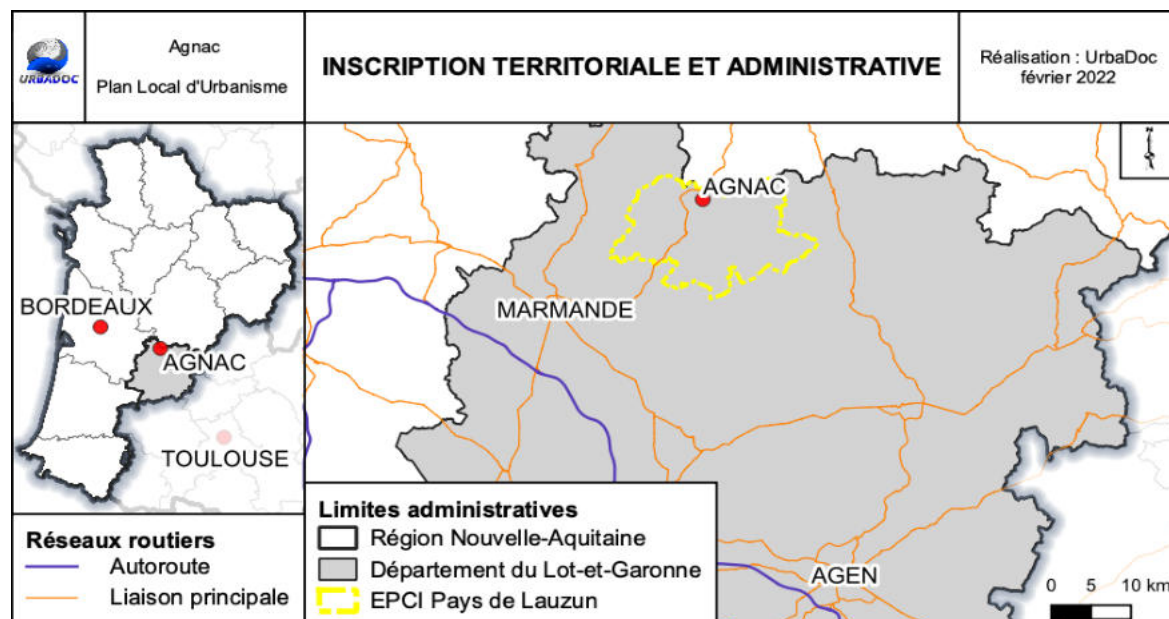 URBADOC
Agnac
Plan Local d'Urbanisme
INSCRIPTION TERRITORIALE ET ADMINISTRATIVE
Réalisation : UrbaDoc
février 2022
BORDEAUX
AGNAC
TOULOUSE
AGNAC
MARMANDE
AGEN
N
Réseaux routiers
Autoroute
Liaison principale
Limites administratives
Région Nouvelle-Aquitaine
Département du Lot-et-Garonne
EPCI Pays de Lauzun
0 5 10 km